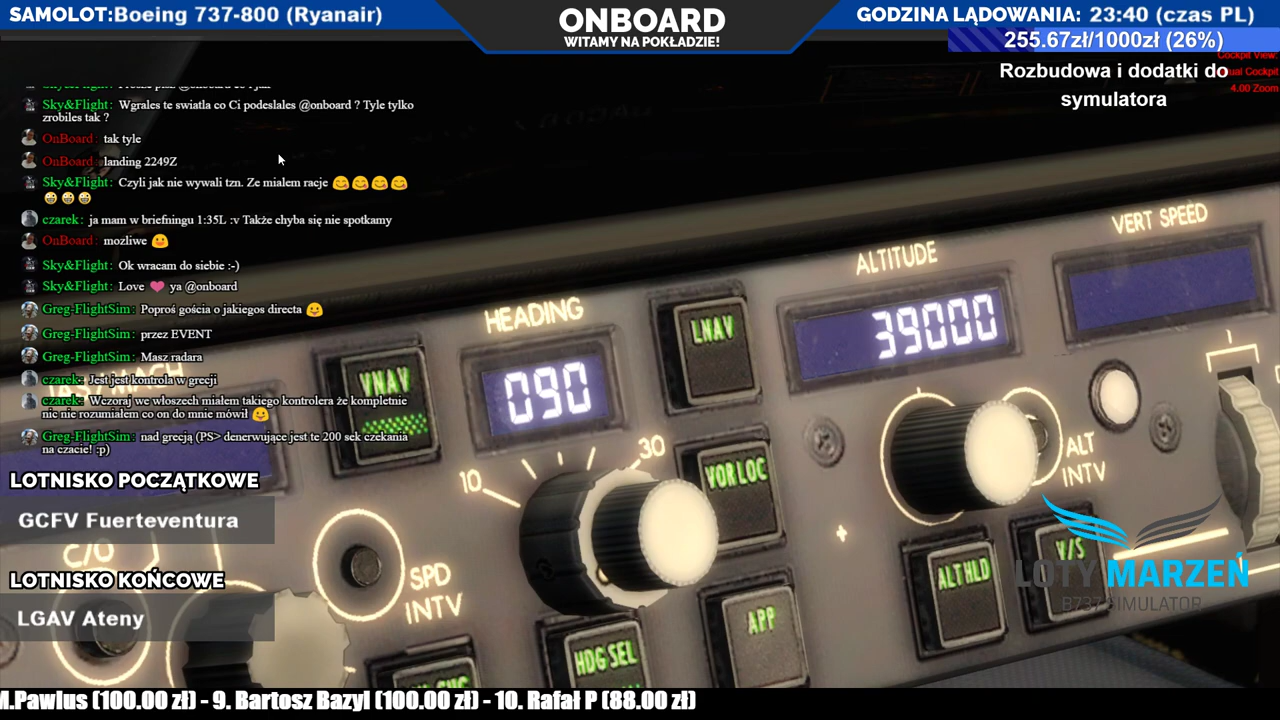 SAMOLOT:Boeing 737-800 (Ryanair)
ONBOARD
WITAMY NA POKŁADZIE!
GODZINA LĄDOWANIA: 23:40 (czas PL)
255.67zł/1000zł (26%)
Cockpit View:
Cockpit
4.00 Zoom
Rozbudowa i dodatki do
symulatora
Sky&Flight: Wgrales te swiatla co Ci podeslales @onboard ? Tyle tylko
zrobiles tak ?
OnBoard: tak tyle
OnBoard: landing 2249Z
Sky&Flight: Czyli jak nie wywali tzn. Ze mialem racje 😋😋😋😋
🤪🤪🤪
czarek: ja mam w briefningu 1:35L :v Także chyba się nie spotkamy
OnBoard: mozliwe 🙂
Sky&Flight: Ok wracam do siebie :-)
Sky&Flight: Love ❤ ya @onboard
Greg-FlightSim: Poproś gościa o jakiegos directa 🙂
Greg-FlightSim: przez EVENT
Greg-FlightSim: Masz radara
czarek: Jest jest kontrola w grecji
czarek: Wczoraj we włoszech miałem takiego kontrolera że kompletnie
nic nie rozumiałem co on do mnie mówił 🙂
Greg-FlightSim: nad grecją (PS> denerwujące jest te 200 sek czekania
na czacie! :p)
VERT SPEED
ALTITUDE
39000
HEADING
090
LNAV
VNAV
10
30
VOR LOC
ALT
INTV
C/O
SPD
INTV
ALT HLD
V/S
APP
HDG SEL
LOTNISKO POCZĄTKOWE
GCFV Fuerteventura
LOTNISKO KOŃCOWE
LGAV Ateny
LOTY MARZEŃ
B737 SIMULATOR
M.Pawlus (100.00 zł) - 9. Bartosz Bazyl (100.00 zł) - 10. Rafał P (88.00 zł)